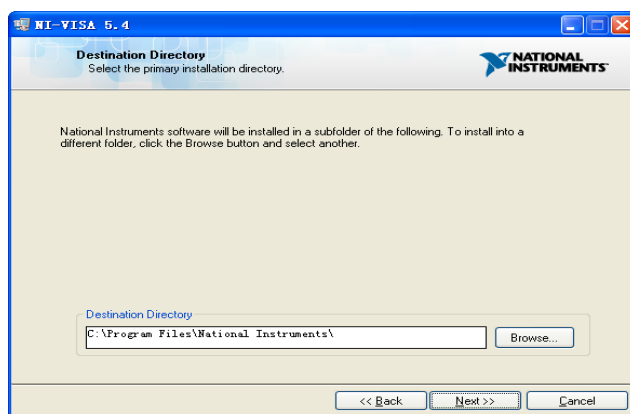 NI-VISA 5.4
Destination Directory
Select the primary installation directory.
NATIONAL
INSTRUMENTS™
National Instruments software will be installed in a subfolder of the following. To install into a
different folder, click the Browse button and select another.
Destination Directory
C:\Program Files\National Instruments\
Browse...
<< Back
Next >>
Cancel